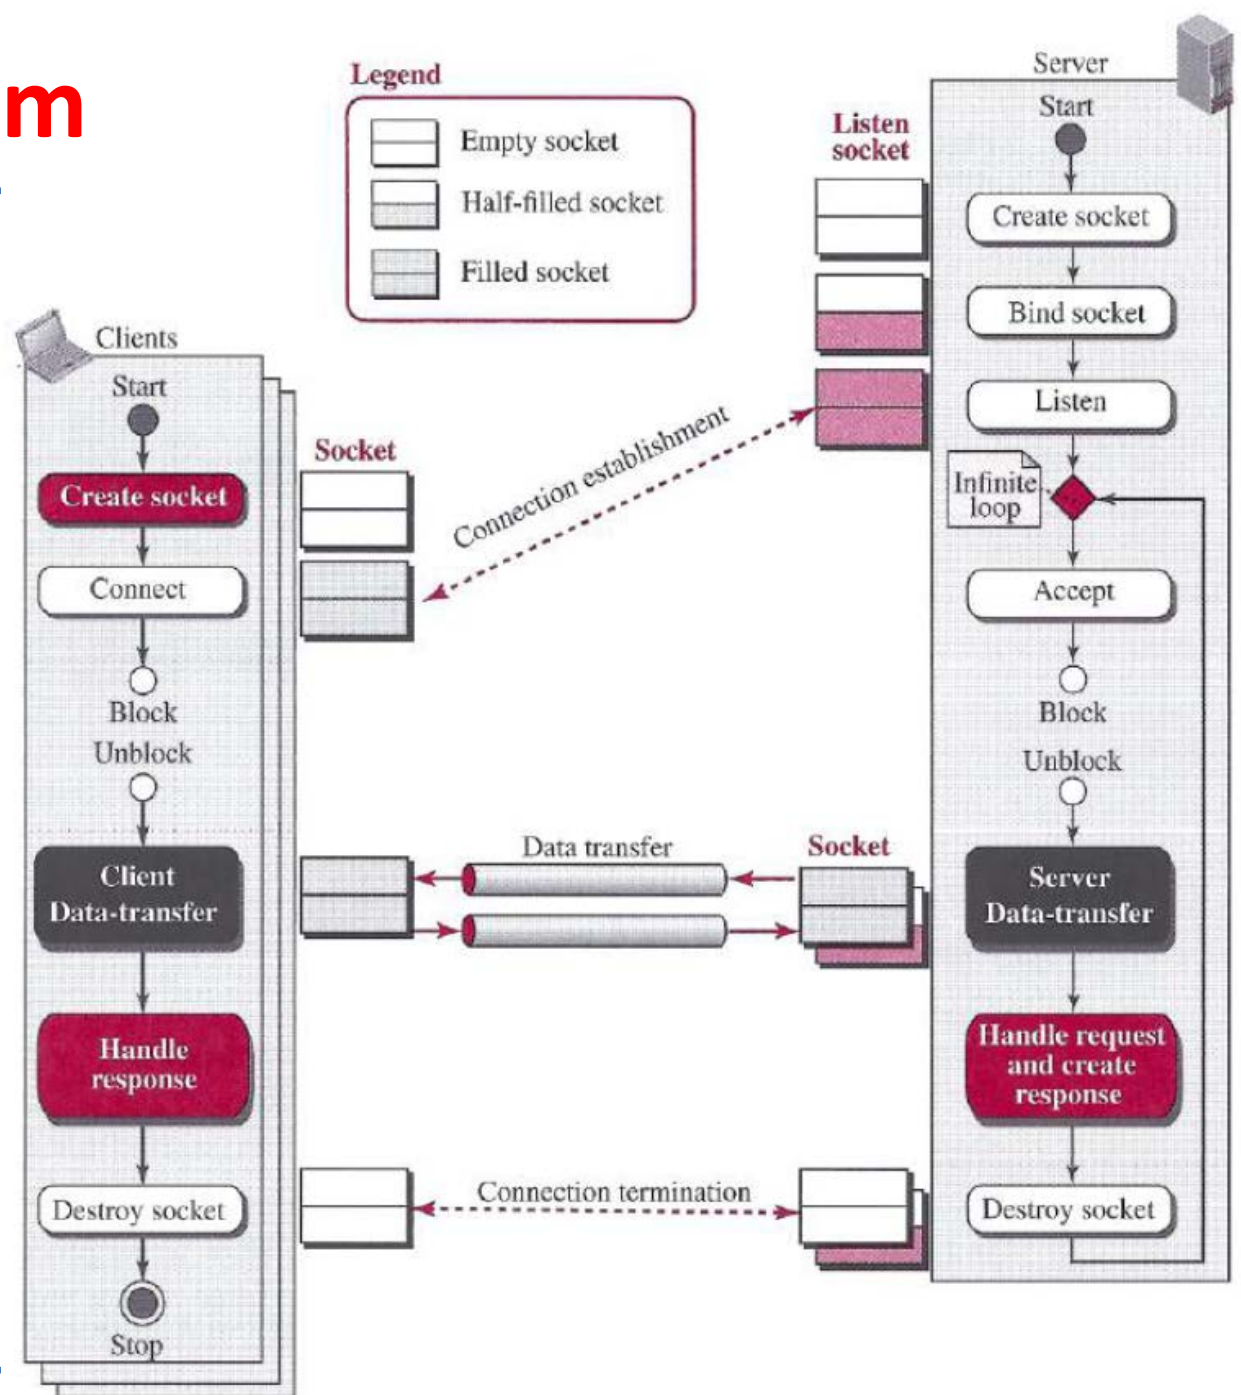 m
Legend
Empty socket
Half-filled socket
Filled socket
Clients
Start
Create socket
Connect
Block
Unblock
Client
Data-transfer
Handle
response
Destroy socket
Stop
Socket
Connection establishment
Data transfer
Connection termination
Listen
socket
Socket
Server
Start
Create socket
Bind socket
Listen
Infinite
loop
Accept
Block
Unblock
Server
Data-transfer
Handle request
and create
response
Destroy socket